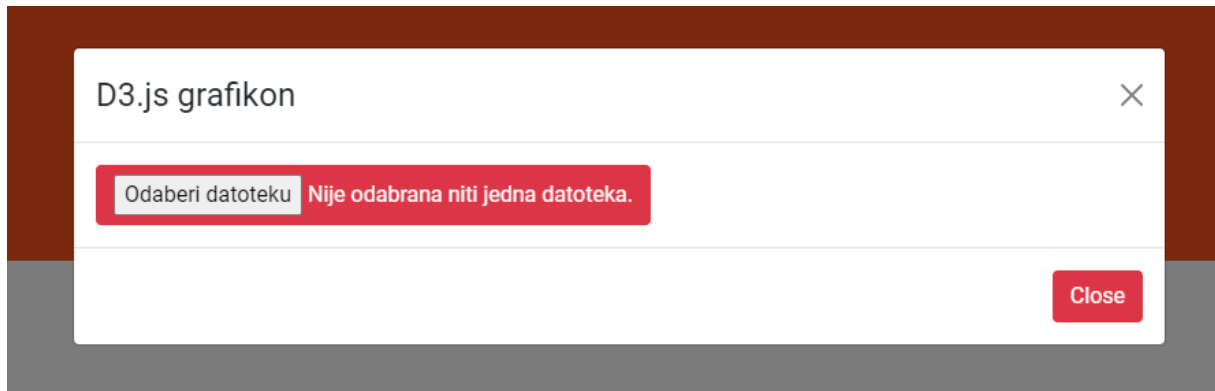 D3.js grafikon
Odaberi datoteku Nije odabrana niti jedna datoteka.
Close